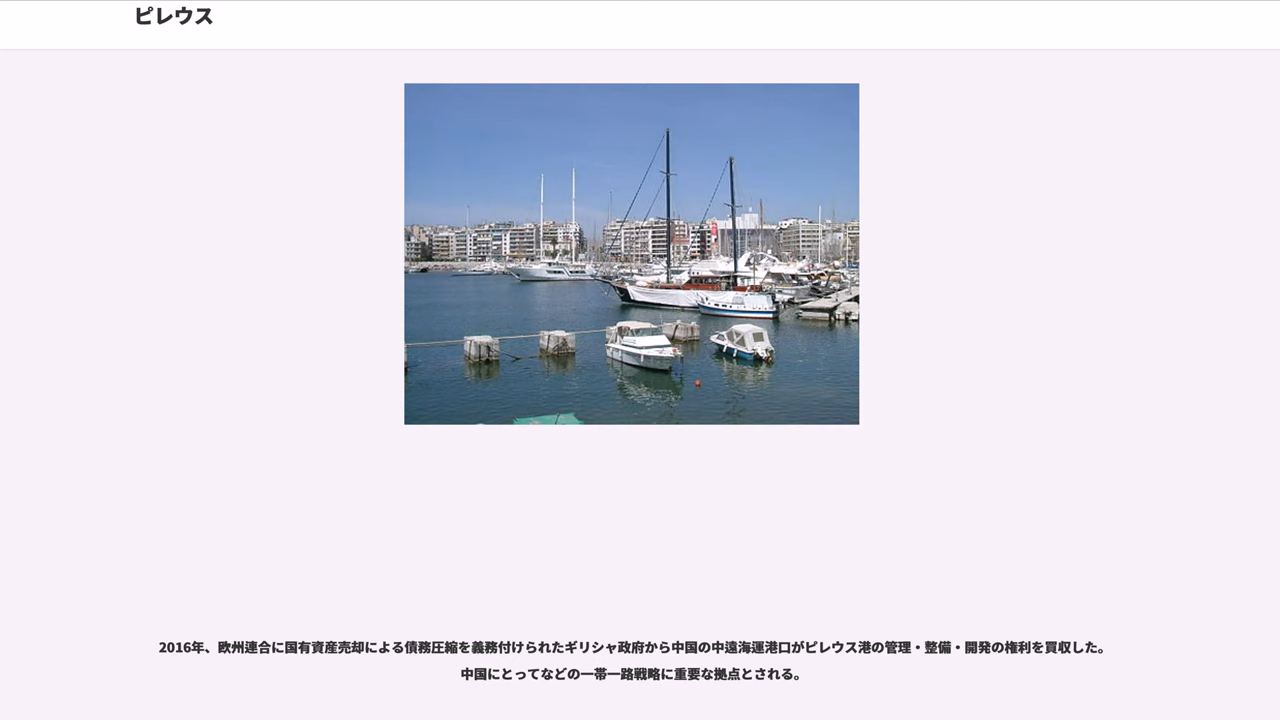 ピレウス
2016年、欧州連合に国有資産売却による債務圧縮を義務付けられたギリシャ政府から中国の中遠海運港口がピレウス港の管理・整備・開発の権利を買収した。
中国にとってなどの一帯一路戦略に重要な拠点とされる。